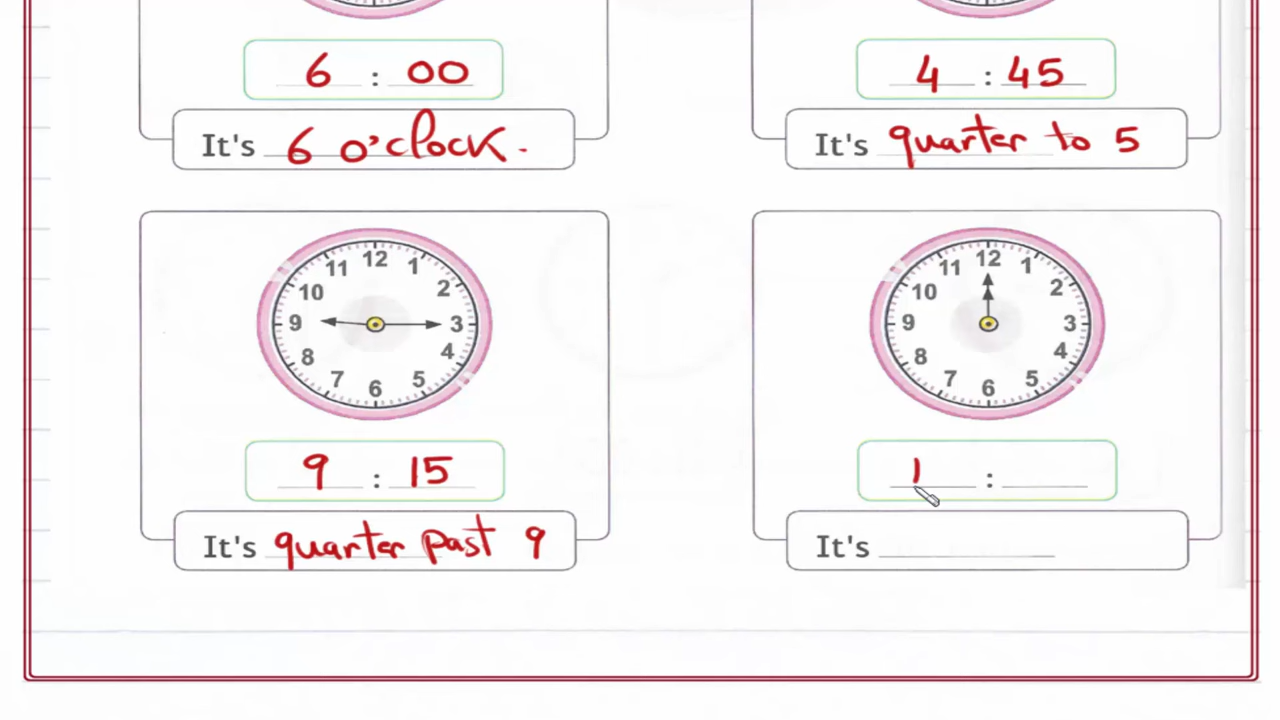 6 : 00
4 : 45
It's 6 o'clock.
It's quarter to 5
12
11 1
10 2
9 3
8 4
7 5
6
12
11 1
10 2
9 3
8 4
7 5
6
9 : 15
1 :
It's quarter past 9
It's